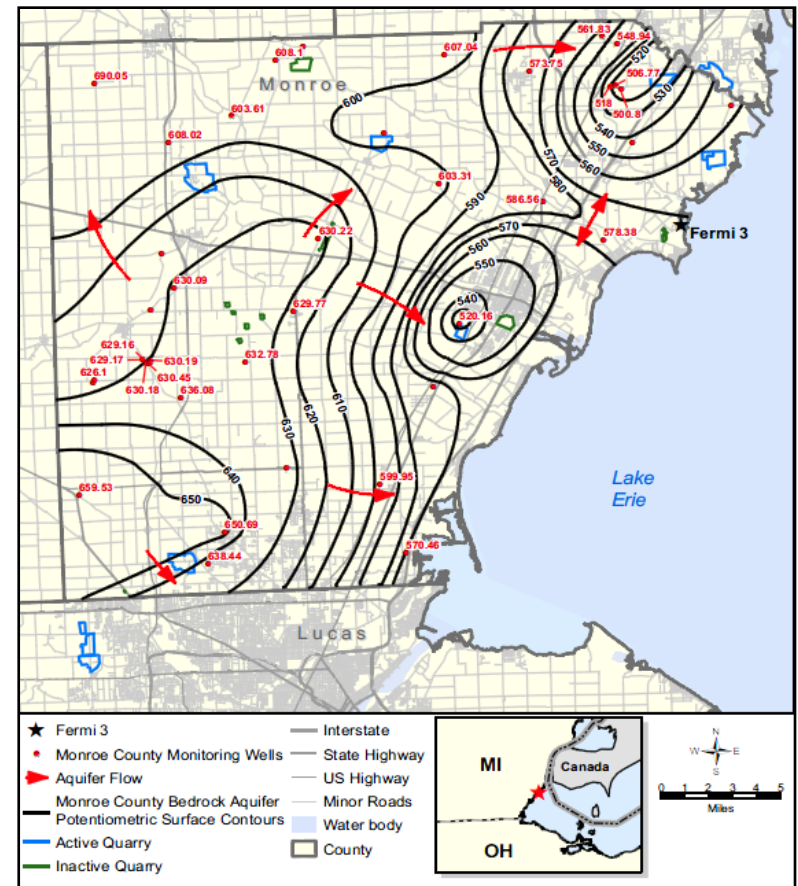 561.83
548.94
608.1
607.04
520
690.05
573.75
506.77
Monroe
530
600
518
603.61
500.8
540
608.02
550
570
560
603.31
580
590
586.56
570
630.22
578.38
Fermi 3
560
550
630.09
540
629.77
520.16
629.16
629.17
630.19
632.78
626.1
630.45
630.18
636.08
610
620
630
640
599.95
Lake
Erie
659.53
650
650.69
638.44
570.46
Lucas
Fermi 3
Monroe County Monitoring Wells
Aquifer Flow
Monroe County Bedrock Aquifer
Potentiometric Surface Contours
Active Quarry
Inactive Quarry
Interstate
State Highway
US Highway
Minor Roads
Water body
County
MI
Canada
OH
N
W E
S
0 1 2 3 4 5
Miles